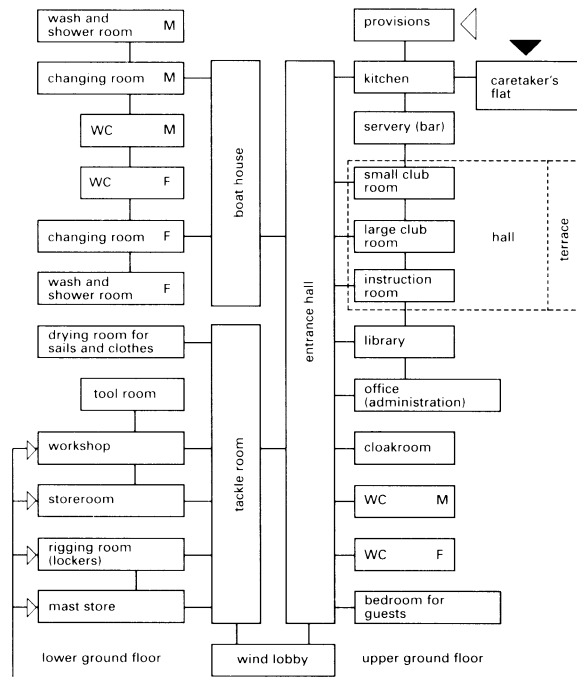 wash and
shower room M
changing room M
WC M
WC F
changing room F
wash and
shower room F
drying room for
sails and clothes
tool room
workshop
storeroom
rigging room
(lockers)
mast store
lower ground floor
boat house
tackle room
entrance hall
wind lobby
provisions
kitchen
caretaker's
flat
servery (bar)
small club
room
large club
room
instruction
room
hall
terrace
library
office
(administration)
cloakroom
WC M
WC F
bedroom for
guests
upper ground floor